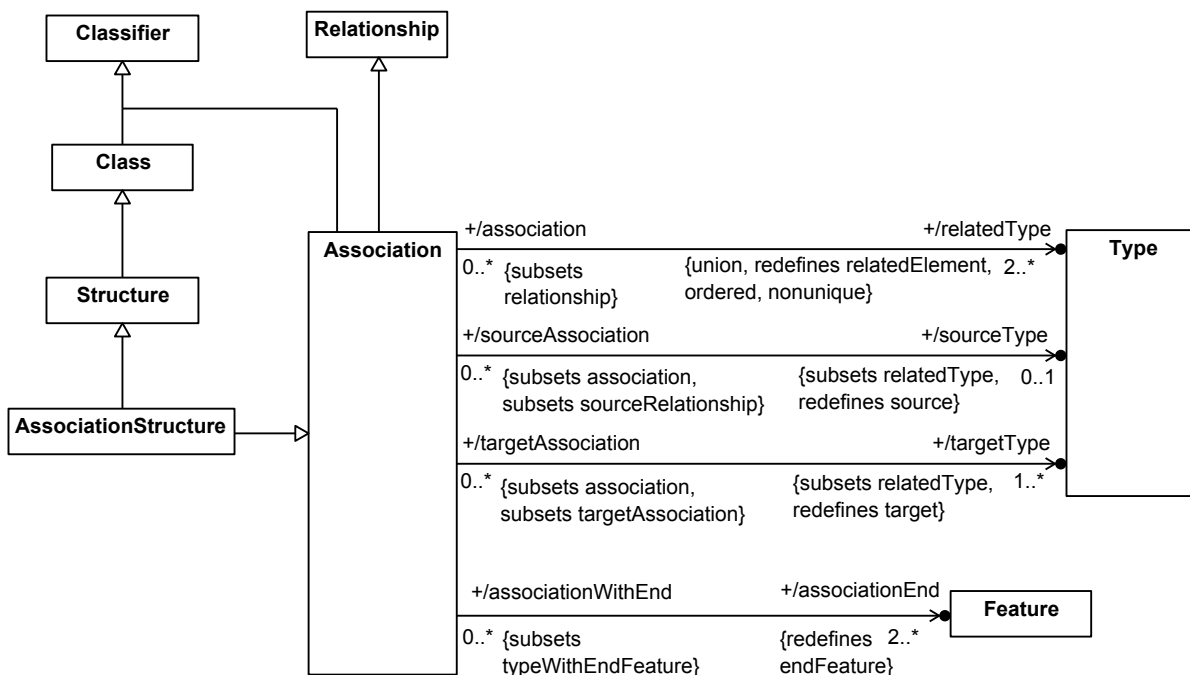 Classifier
Relationship
Class
Structure
AssociationStructure
Association
Type
Feature
+/association
+/relatedType
0..*
{subsets
relationship}
{union, redefines relatedElement,
ordered, nonunique}
2..*
+/sourceAssociation
+/sourceType
0..*
{subsets association,
subsets sourceRelationship}
{subsets relatedType,
redefines source}
0..1
+/targetAssociation
+/targetType
0..*
{subsets association,
subsets targetAssociation}
{subsets relatedType,
redefines target}
1..*
+/associationWithEnd
+/associationEnd
0..*
{subsets
typeWithEndFeature}
{redefines
endFeature}
2..*